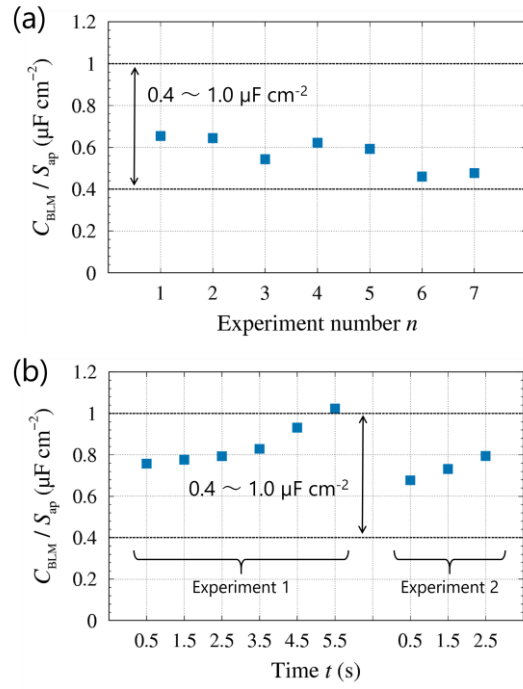 (a)
1.2
1
0.8
0.6
0.4
0.2
0
C_BLM / S_ap (μF cm⁻²)
0.4 ～ 1.0 μF cm⁻²
1 2 3 4 5 6 7
Experiment number n
(b)
1.2
1
0.8
0.6
0.4
0.2
0
C_BLM / S_ap (μF cm⁻²)
0.4 ～ 1.0 μF cm⁻²
Experiment 1 Experiment 2
0.5 1.5 2.5 3.5 4.5 5.5 0.5 1.5 2.5
Time t (s)